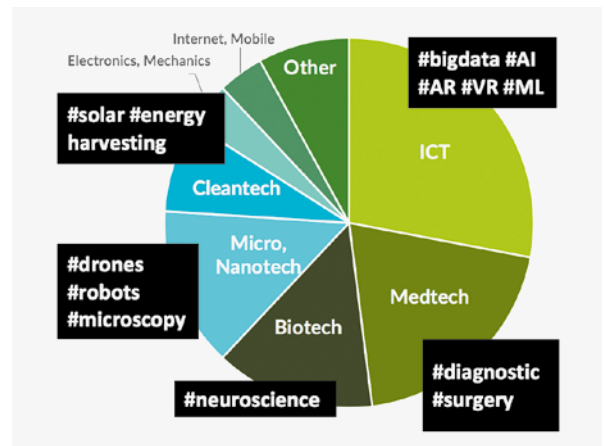 Internet, Mobile
Electronics, Mechanics
Other
#bigdata #AI
#AR #VR #ML
#solar #energy
harvesting
ICT
Cleantech
Micro,
Nanotech
#drones
#robots
#microscopy
Medtech
Biotech
#diagnostic
#surgery
#neuroscience